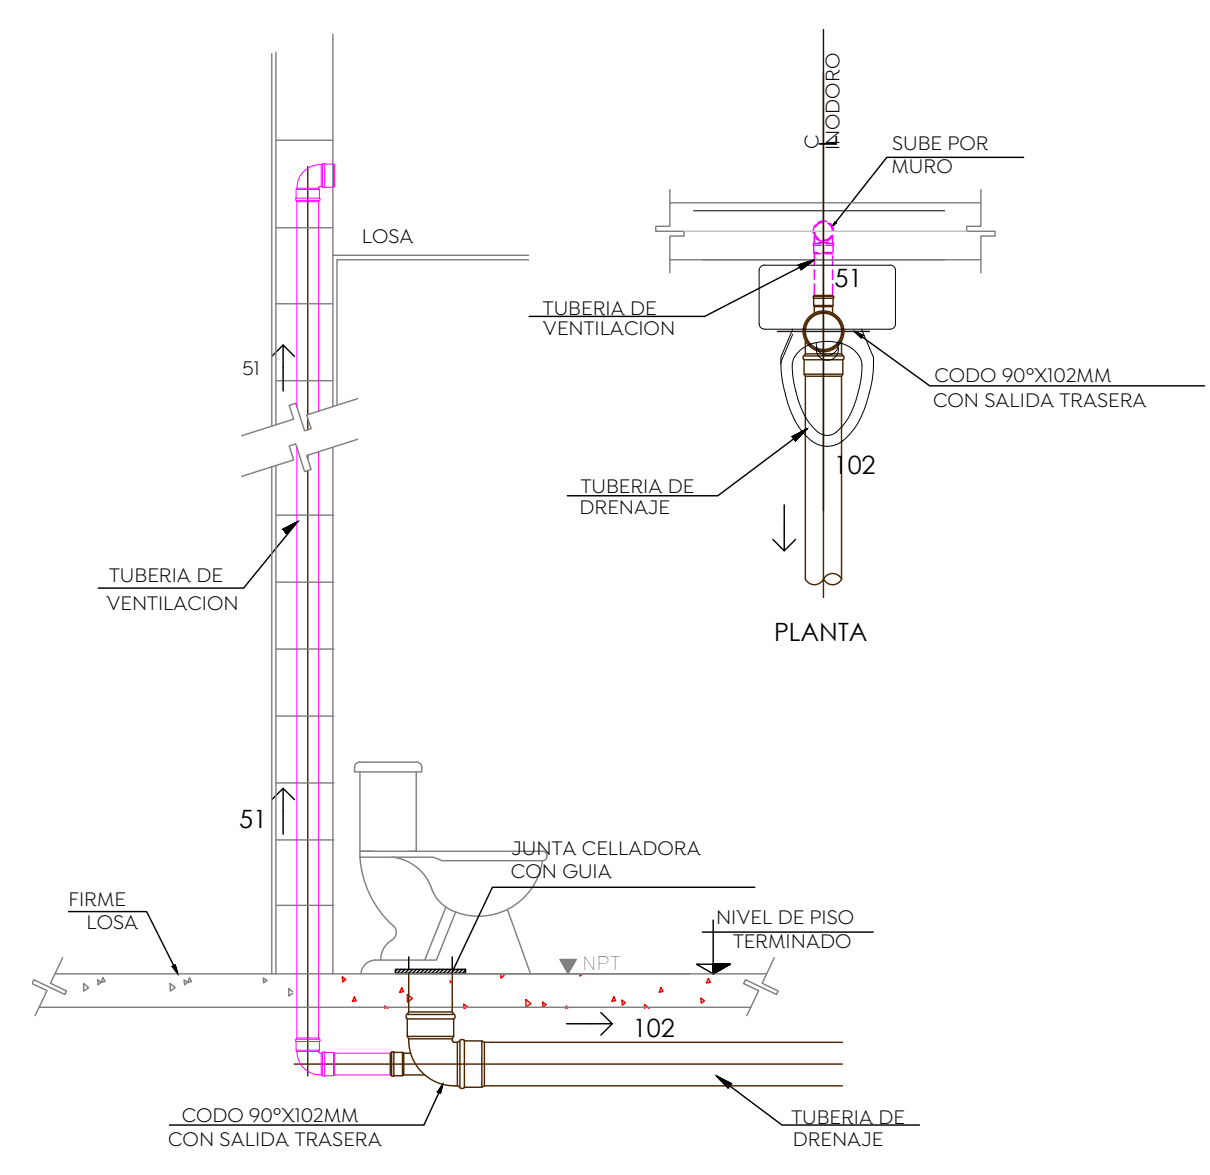 C
INODORO
SUBE POR
MURO
LOSA
51
TUBERIA DE
VENTILACION
51
CODO 90°X102MM
CON SALIDA TRASERA
102
TUBERIA DE
DRENAJE
TUBERIA DE
VENTILACION
PLANTA
51
JUNTA CELLADORA
CON GUIA
FIRME
LOSA
NIVEL DE PISO
TERMINADO
NPT
102
CODO 90°X102MM
CON SALIDA TRASERA
TUBERIA DE
DRENAJE